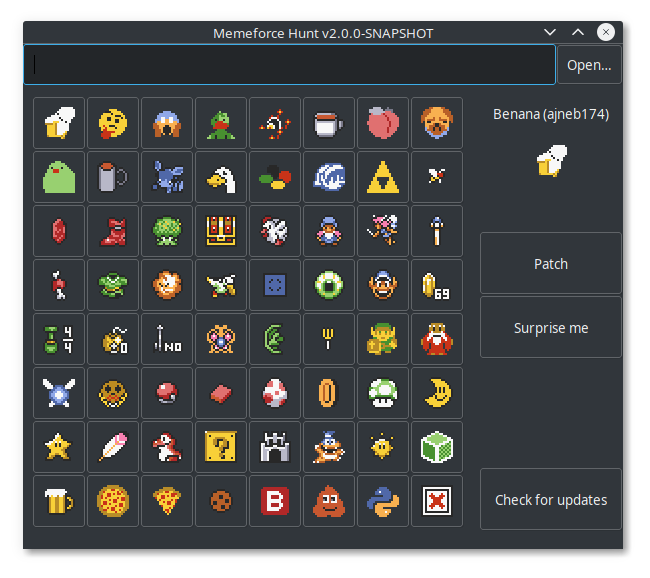 Memeforce Hunt v2.0.0-SNAPSHOT
Open...
Benana (ajneb174)
Patch
69
Surprise me
4/4
0
NO
?
B
Check for updates